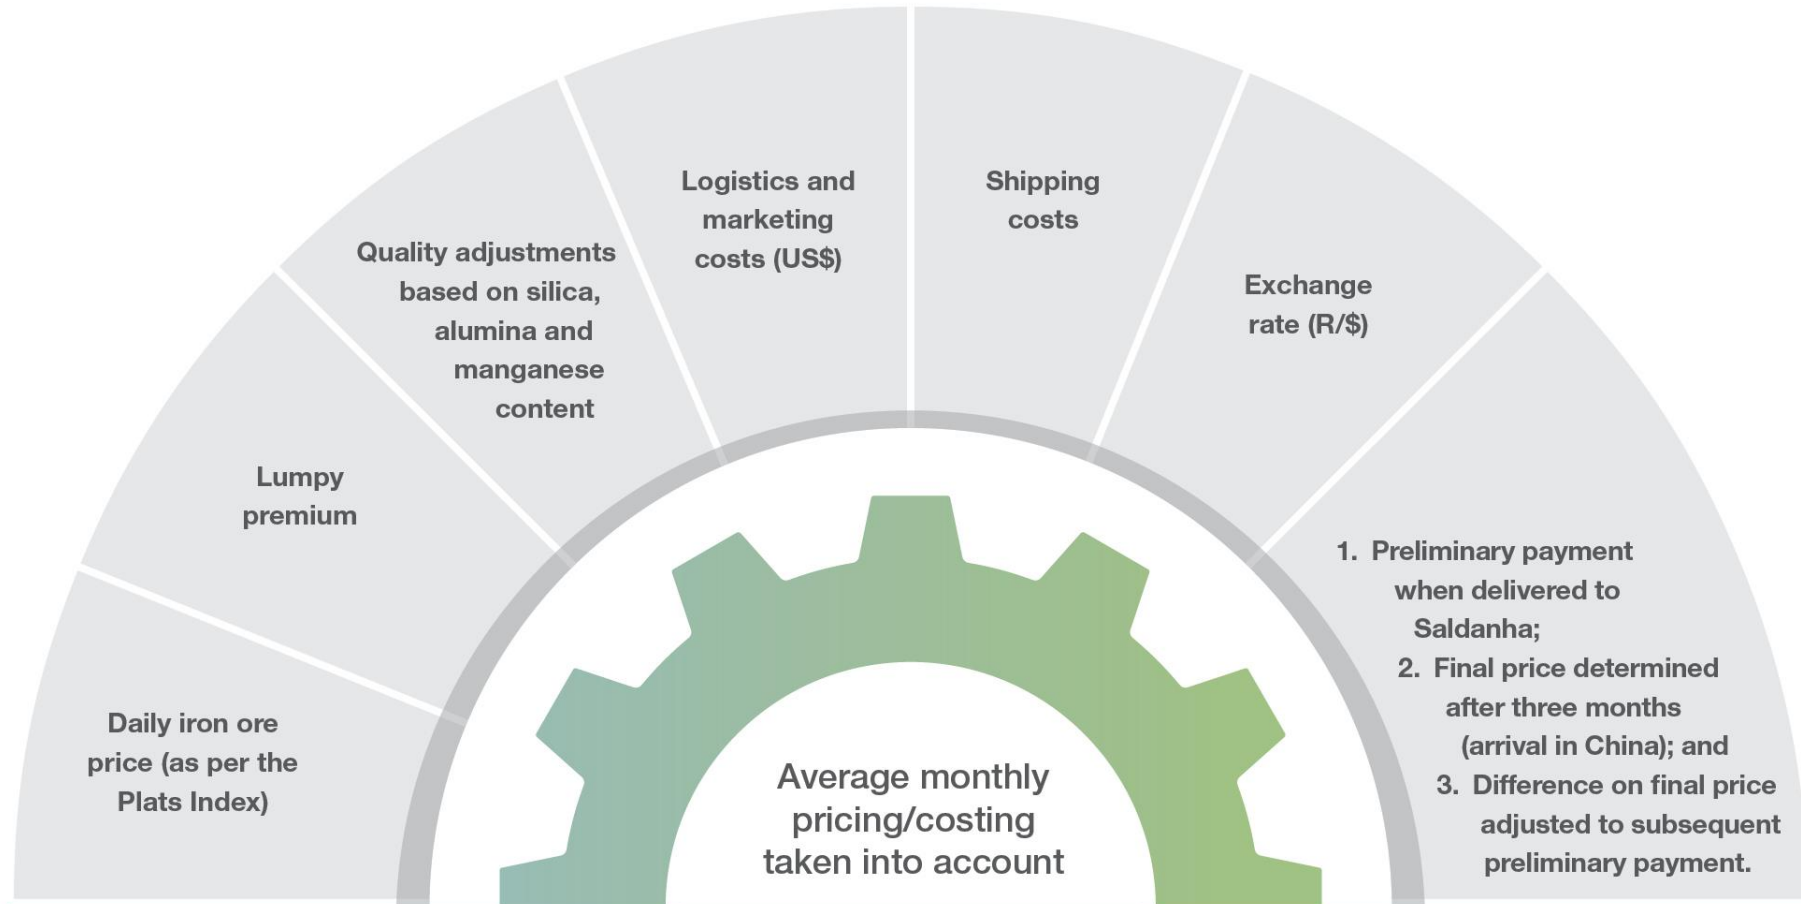 Daily iron ore
price (as per the
Plats Index)
Lumpy
premium
Quality adjustments
based on silica,
alumina and
manganese
content
Logistics and
marketing
costs (US$)
Shipping
costs
Exchange
rate (R/$)
1. Preliminary payment
when delivered to
Saldanha;
2. Final price determined
after three months
(arrival in China); and
3. Difference on final price
adjusted to subsequent
preliminary payment.
Average monthly
pricing/costing
taken into account